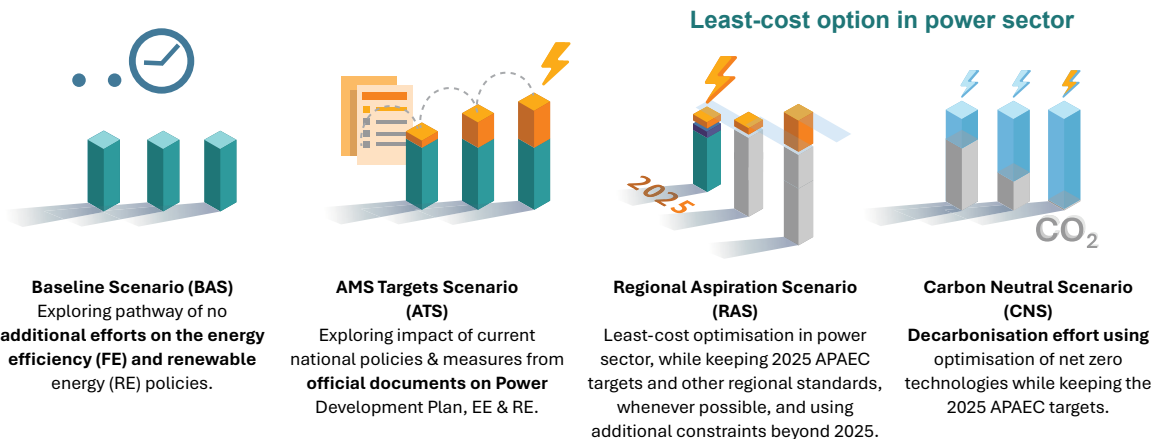 Least-cost option in power sector
2025
CO₂
Baseline Scenario (BAS)
Exploring pathway of no
additional efforts on the energy
efficiency (FE) and renewable
energy (RE) policies.
AMS Targets Scenario
(ATS)
Exploring impact of current
national policies & measures from
official documents on Power
Development Plan, EE & RE.
Regional Aspiration Scenario
(RAS)
Least-cost optimisation in power
sector, while keeping 2025 APAEC
targets and other regional standards,
whenever possible, and using
additional constraints beyond 2025.
Carbon Neutral Scenario
(CNS)
Decarbonisation effort using
optimisation of net zero
technologies while keeping the
2025 APAEC targets.